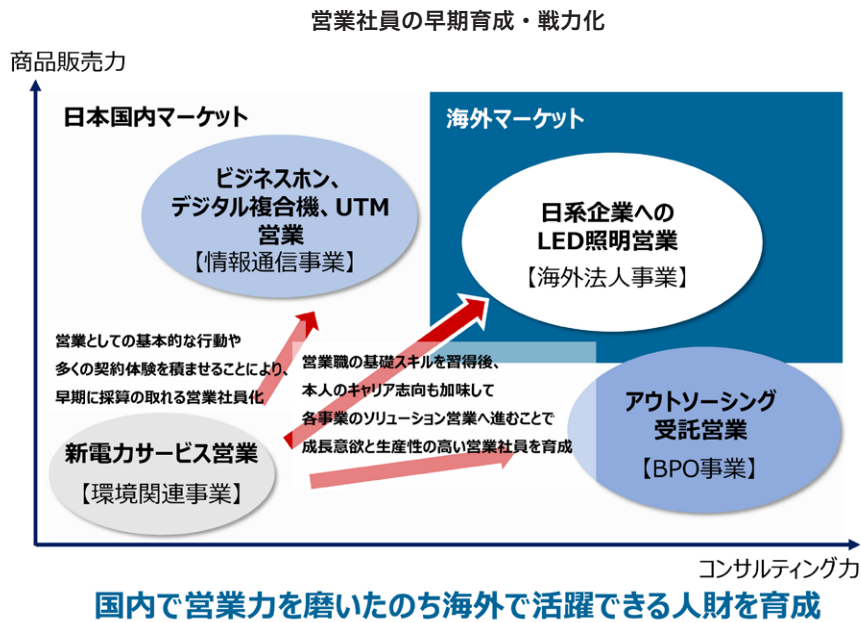 営業社員の早期育成・戦力化
商品販売力
日本国内マーケット
海外マーケット
ビジネスホン、
デジタル複合機、UTM
営業
【情報通信事業】
日系企業への
LED照明営業
【海外法人事業】
営業としての基本的な行動や
多くの契約体験を積ませることにより、
早期に採算の取れる営業社員化
営業職の基礎スキルを習得後、
本人のキャリア志向も加味して
各事業のソリューション営業へ進むことで
成長意欲と生産性の高い営業社員を育成
アウトソーシング
受託営業
【BPO事業】
新電力サービス営業
【環境関連事業】
コンサルティング力
国内で営業力を磨いたのち海外で活躍できる人財を育成